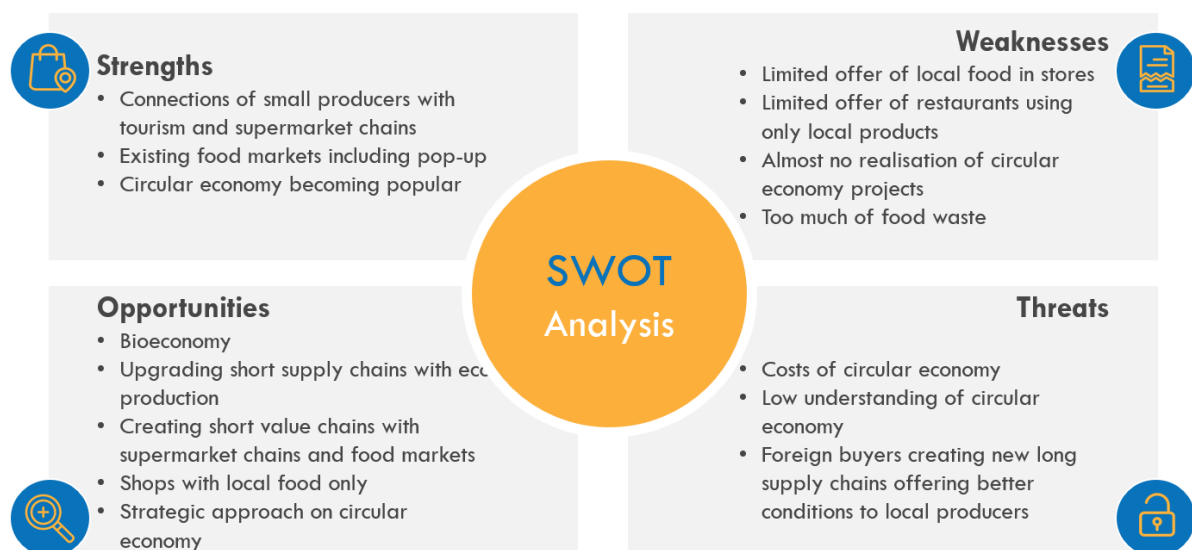 Strengths
• Connections of small producers with
tourism and supermarket chains
• Existing food markets including pop-up
• Circular economy becoming popular
Weaknesses
• Limited offer of local food in stores
• Limited offer of restaurants using
only local products
• Almost no realisation of circular
economy projects
• Too much of food waste
SWOT
Analysis
Opportunities
• Bioeconomy
• Upgrading short supply chains with eco
production
• Creating short value chains with
supermarket chains and food markets
• Shops with local food only
• Strategic approach on circular
economy
Threats
• Costs of circular economy
• Low understanding of circular
economy
• Foreign buyers creating new long
supply chains offering better
conditions to local producers